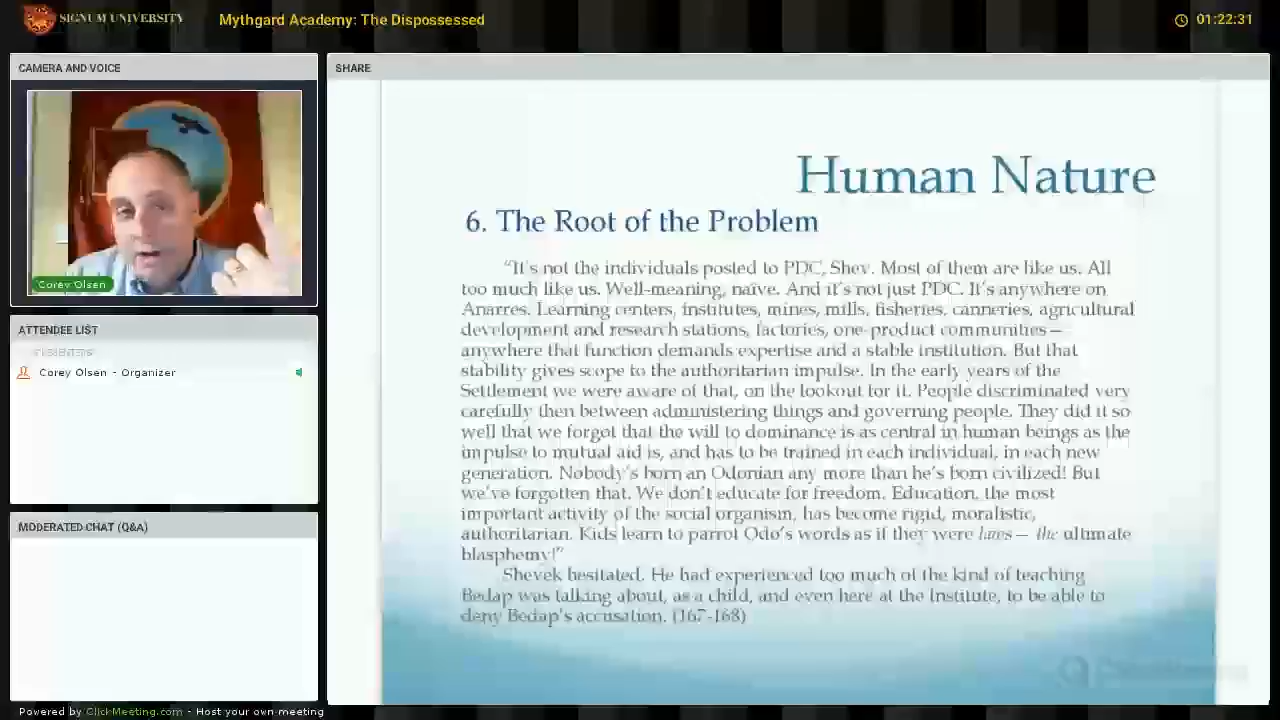 SIGNUM UNIVERSITY
Mythgard Academy: The Dispossessed
01:22:31
CAMERA AND VOICE
Corey Olsen
ATTENDEE LIST
Corey Olsen - Organizer
MODERATED CHAT (Q&A)
Powered by ClickMeeting.com - Host your own meeting
SHARE
Human Nature
6. The Root of the Problem
"It's not the individuals posted to PDC, Shev. Most of them are like us. All
too much like us. Well-meaning, naïve. And it's not just PDC. It's anywhere on
Anarres. Learning centers, institutes, mines, mills, fisheries, canneries, agricultural
development and research stations, factories, one-product communities—
anywhere that function demands expertise and a stable institution. But that
stability gives scope to the authoritarian impulse. In the early years of the
Settlement we were aware of that, on the lookout for it. People discriminated very
carefully then between administering things and governing people. They did it so
well that we forgot that the will to dominance is as central in human beings as the
impulse to mutual aid is, and has to be trained in each individual, in each new
generation. Nobody's born an Odonian any more than he's born civilized! But
we've forgotten that. We don't educate for freedom. Education, the most
important activity of the social organism, has become rigid, moralistic,
authoritarian. Kids learn to parrot Odo's words as if they were laws— the ultimate
blasphemy!"
Shevek hesitated. He had experienced too much of the kind of teaching
Bedap was talking about, as a child, and even here at the Institute, to be able to
deny Bedap's accusation. (167-168)